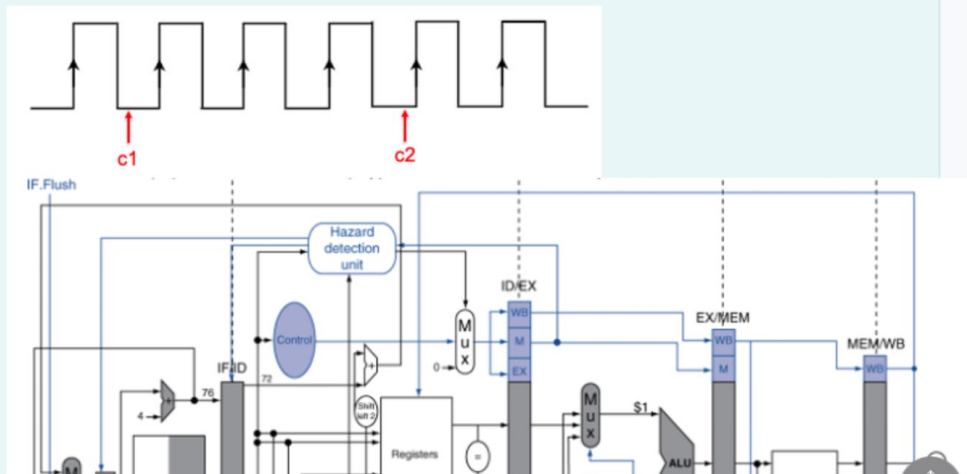 c1
c2
IF.Flush
Hazard
detection
unit
ID/EX
WB
EX/MEM
M
u
x
Control
M
WB
MEM/WB
0
EX
M
WB
IF/ID
72
4
+
76
+
Shift
left 2
M
u
x
$1
Registers
=
ALU
M